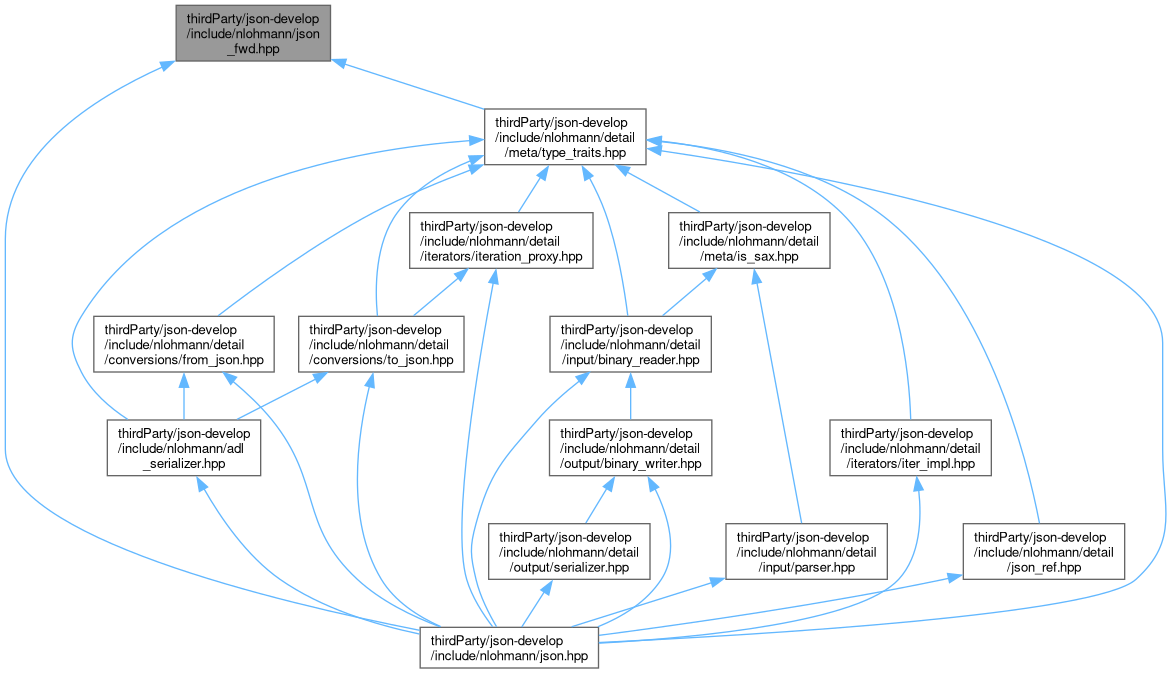 thirdParty/json-develop
/include/nlohmann/json
_fwd.hpp
thirdParty/json-develop
/include/nlohmann/detail
/meta/type_traits.hpp
thirdParty/json-develop
/include/nlohmann/detail
/iterators/iteration_proxy.hpp
thirdParty/json-develop
/include/nlohmann/detail
/meta/is_sax.hpp
thirdParty/json-develop
/include/nlohmann/detail
/conversions/from_json.hpp
thirdParty/json-develop
/include/nlohmann/detail
/conversions/to_json.hpp
thirdParty/json-develop
/include/nlohmann/detail
/input/binary_reader.hpp
thirdParty/json-develop
/include/nlohmann/adl
_serializer.hpp
thirdParty/json-develop
/include/nlohmann/detail
/output/binary_writer.hpp
thirdParty/json-develop
/include/nlohmann/detail
/iterators/iter_impl.hpp
thirdParty/json-develop
/include/nlohmann/detail
/output/serializer.hpp
thirdParty/json-develop
/include/nlohmann/detail
/input/parser.hpp
thirdParty/json-develop
/include/nlohmann/detail
/json_ref.hpp
thirdParty/json-develop
/include/nlohmann/json.hpp